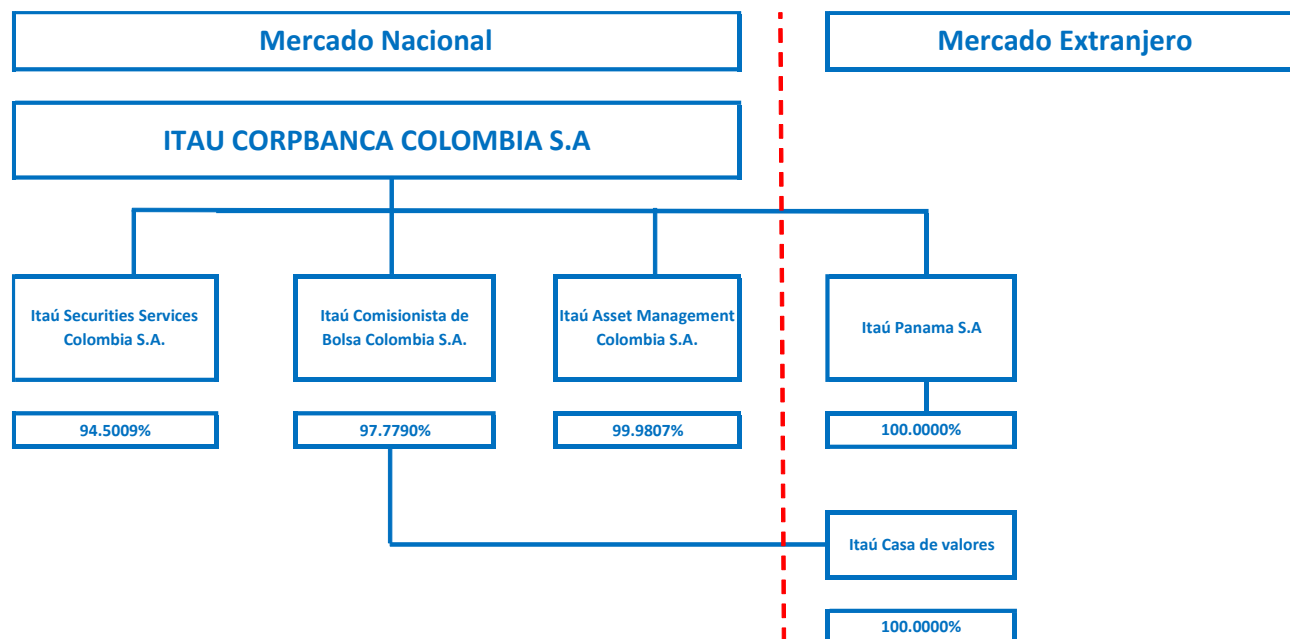 Mercado Nacional
Mercado Extranjero
ITAU CORPBANCA COLOMBIA S.A
Itaú Securities Services
Colombia S.A.
Itaú Comisionista de
Bolsa Colombia S.A.
Itaú Asset Management
Colombia S.A.
Itaú Panama S.A
94.5009%
97.7790%
99.9807%
100.0000%
Itaú Casa de valores
100.0000%